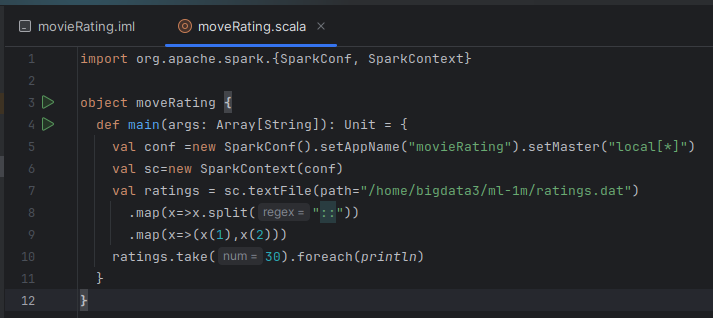 movieRating.iml moveRating.scala
1 import org.apache.spark.{SparkConf, SparkContext}
2
3 object moveRating {
4 def main(args: Array[String]): Unit = {
5 val conf =new SparkConf().setAppName("movieRating").setMaster("local[*]")
6 val sc=new SparkContext(conf)
7 val ratings = sc.textFile(path="/home/bigdata3/ml-1m/ratings.dat")
8 .map(x=>x.split( regex = "::"))
9 .map(x=>(x(1),x(2)))
10 ratings.take( num = 30).foreach(println)
11 }
12 }